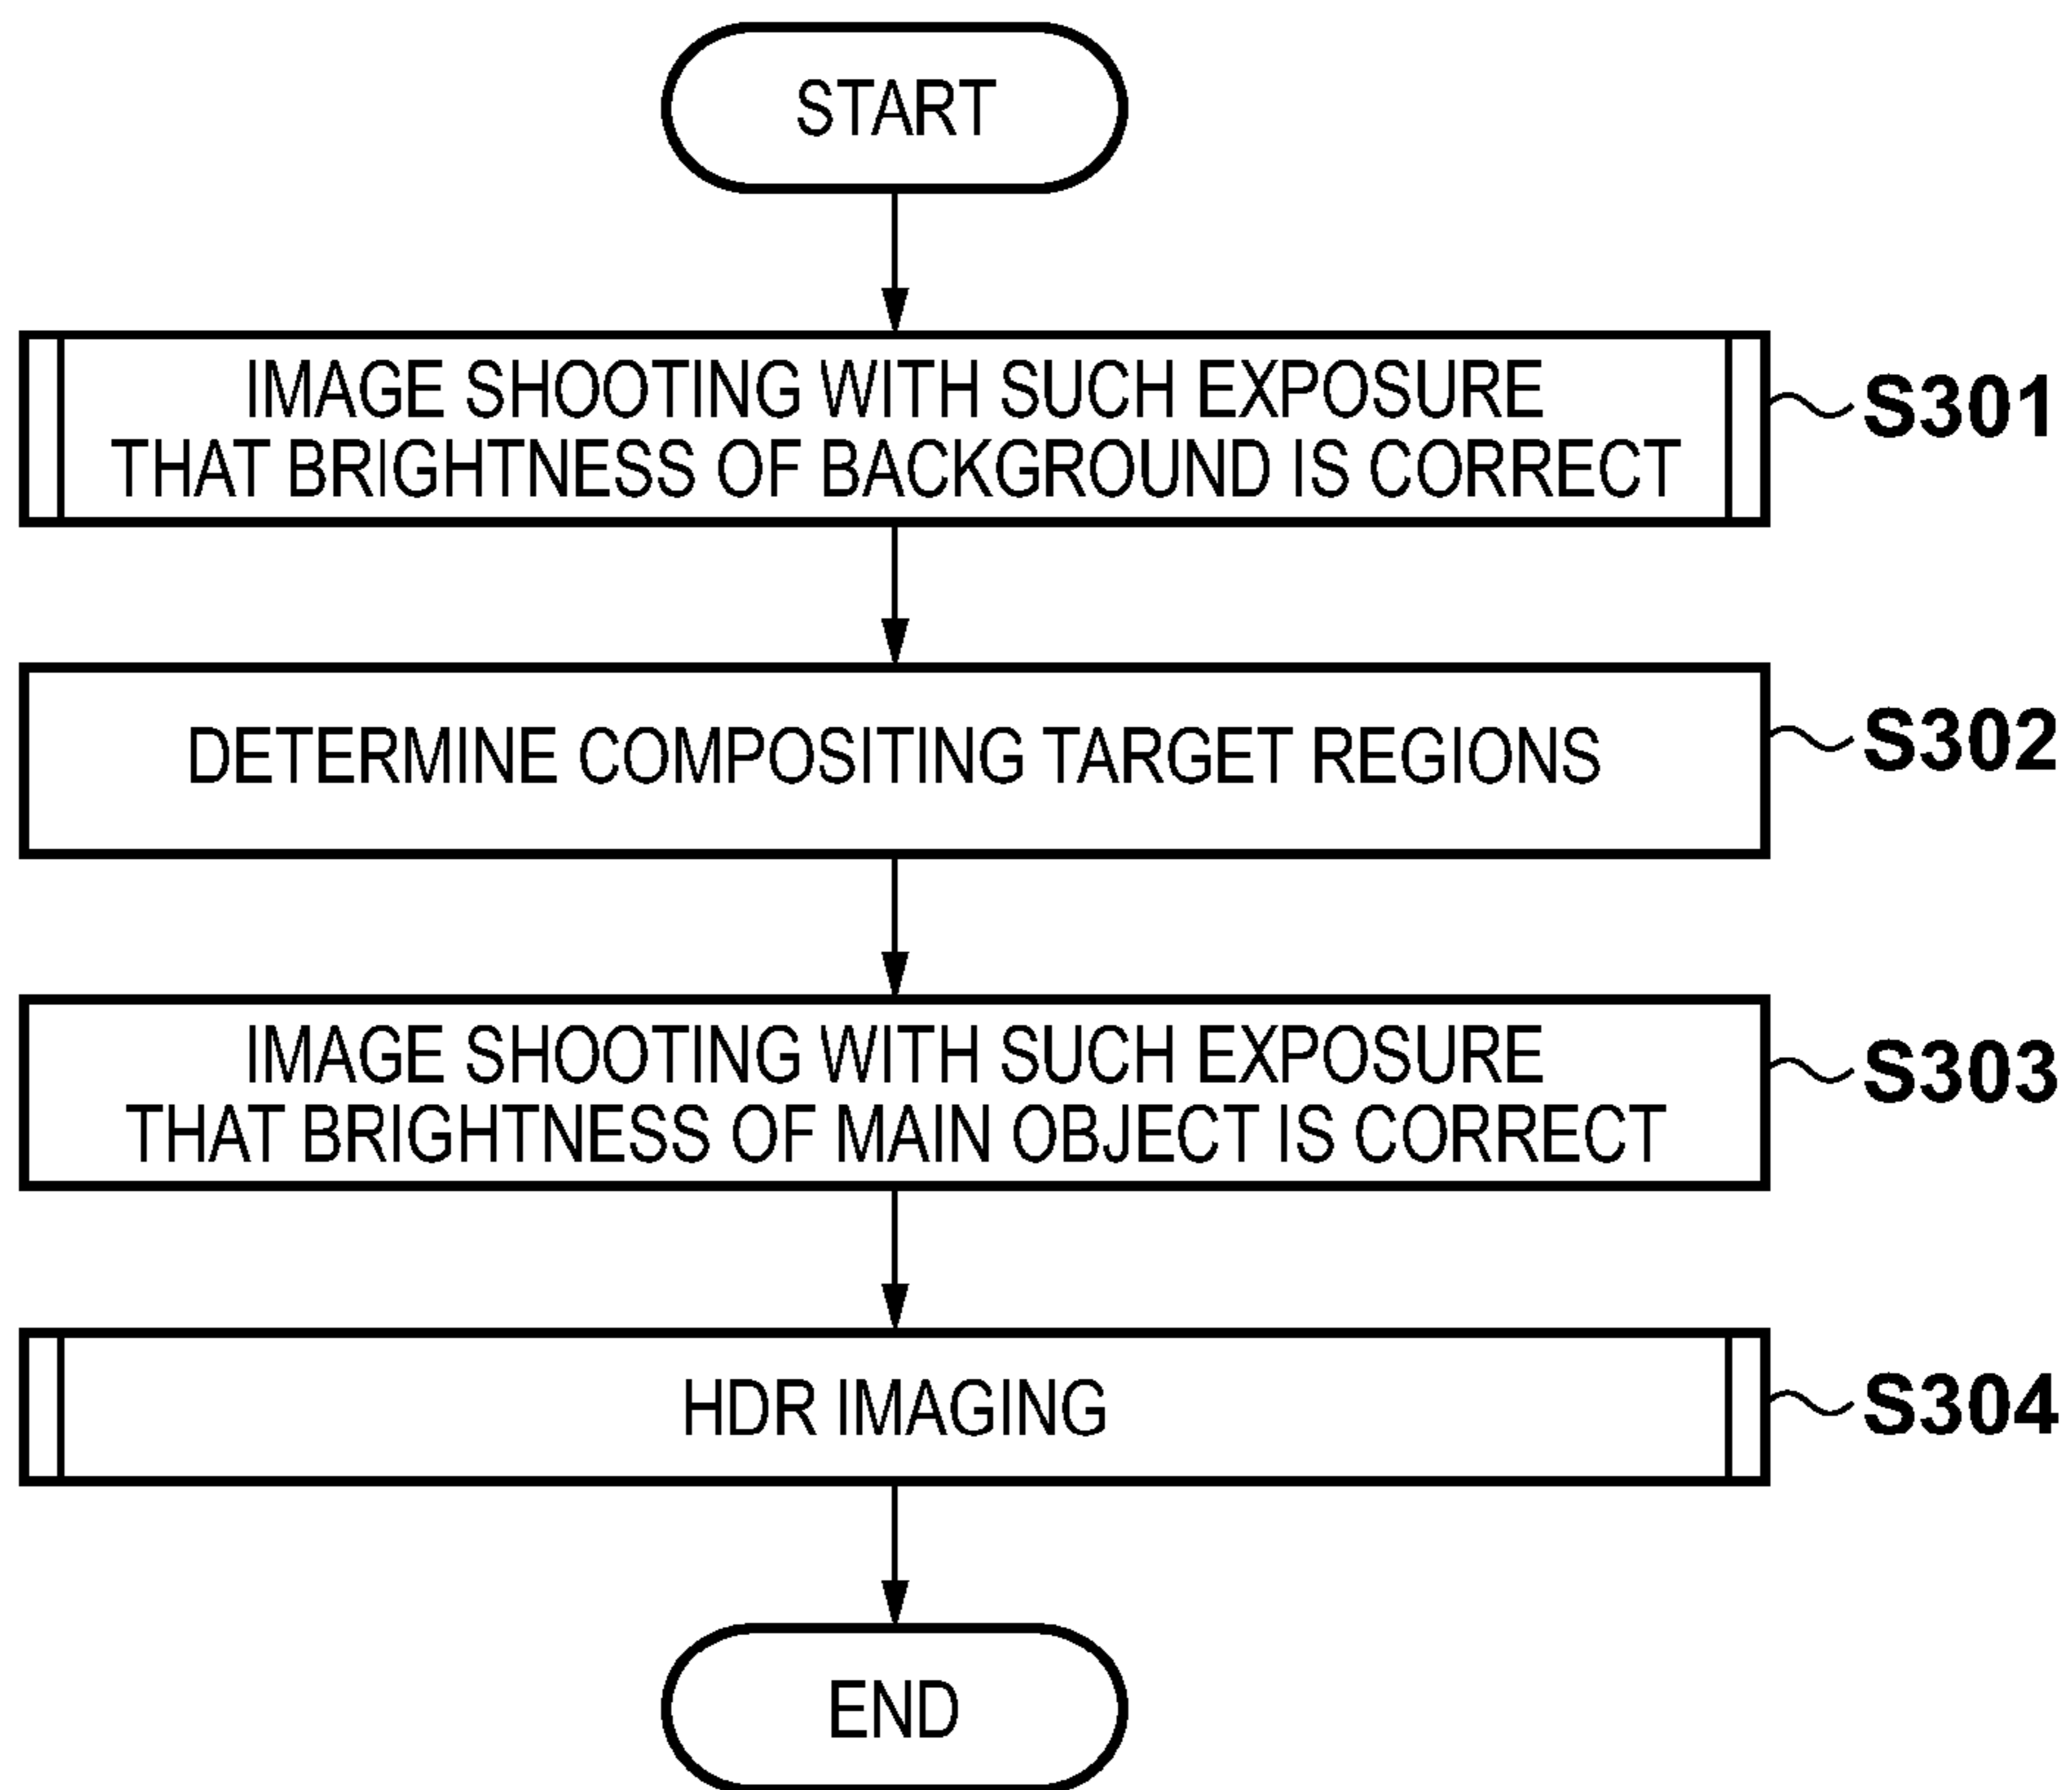 START
IMAGE SHOOTING WITH SUCH EXPOSURE
THAT BRIGHTNESS OF BACKGROUND IS CORRECT
S301
DETERMINE COMPOSITING TARGET REGIONS
S302
IMAGE SHOOTING WITH SUCH EXPOSURE
THAT BRIGHTNESS OF MAIN OBJECT IS CORRECT
S303
HDR IMAGING
S304
END